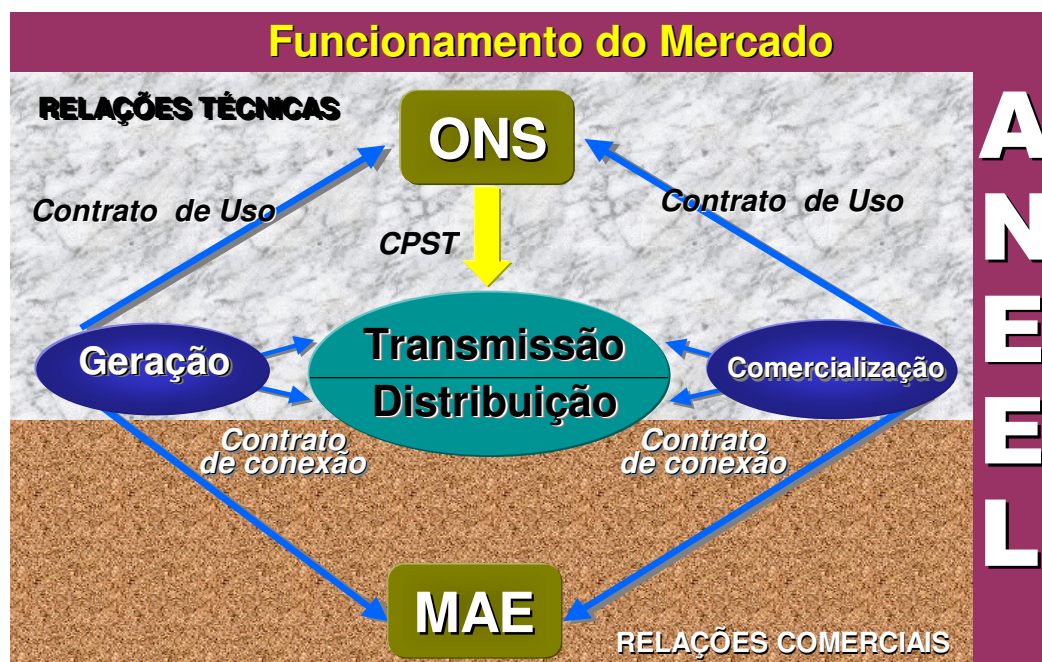 Funcionamento do Mercado
RELAÇÕES TÉCNICAS
ONS
Contrato de Uso
Contrato de Uso
CPST
Geração
Transmissão
Distribuição
Comercialização
Contrato
de conexão
Contrato
de conexão
MAE
RELAÇÕES COMERCIAIS
A
N
E
E
L